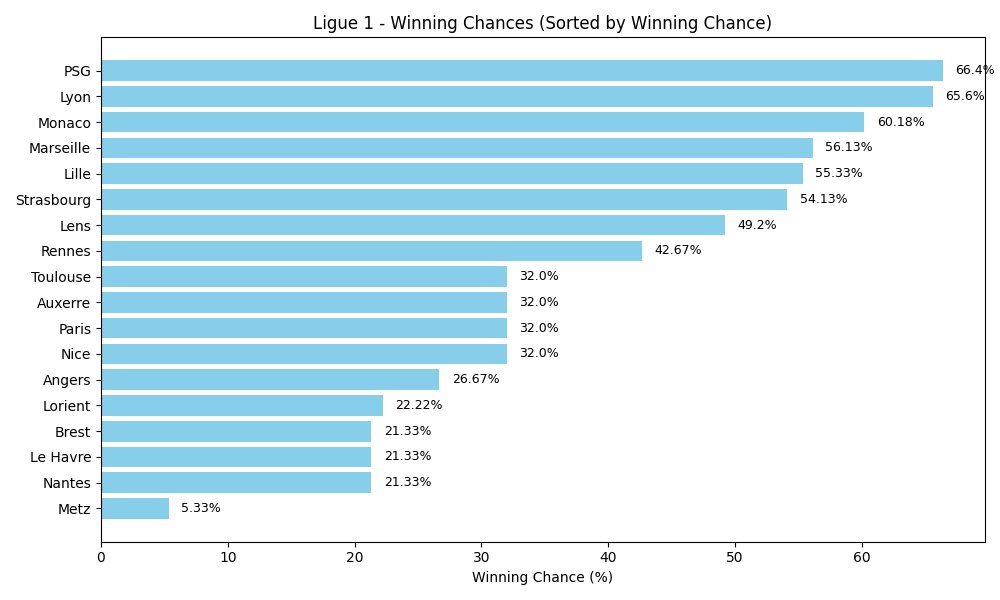 Ligue 1 - Winning Chances (Sorted by Winning Chance)
PSG 66.4%
Lyon 65.6%
Monaco 60.18%
Marseille 56.13%
Lille 55.33%
Strasbourg 54.13%
Lens 49.2%
Rennes 42.67%
Toulouse 32.0%
Auxerre 32.0%
Paris 32.0%
Nice 32.0%
Angers 26.67%
Lorient 22.22%
Brest 21.33%
Le Havre 21.33%
Nantes 21.33%
Metz 5.33%
0 10 20 30 40 50 60
Winning Chance (%)